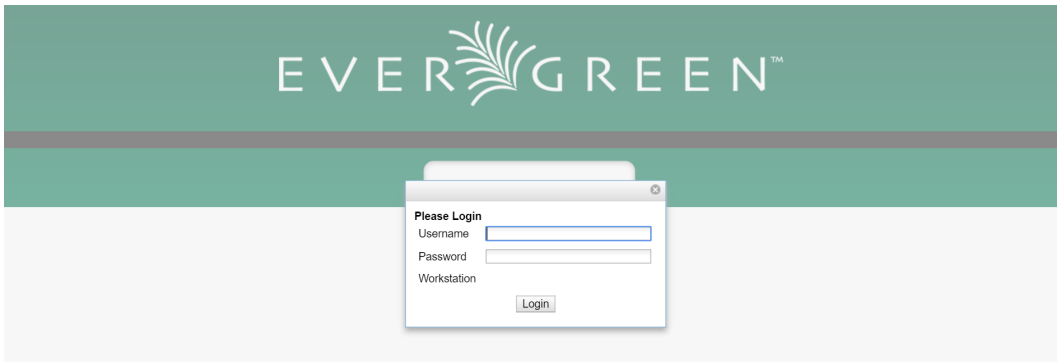 EVERGREEN™
Please Login
Username
Password
Workstation
Login